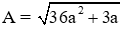 A = √36a² + 3a